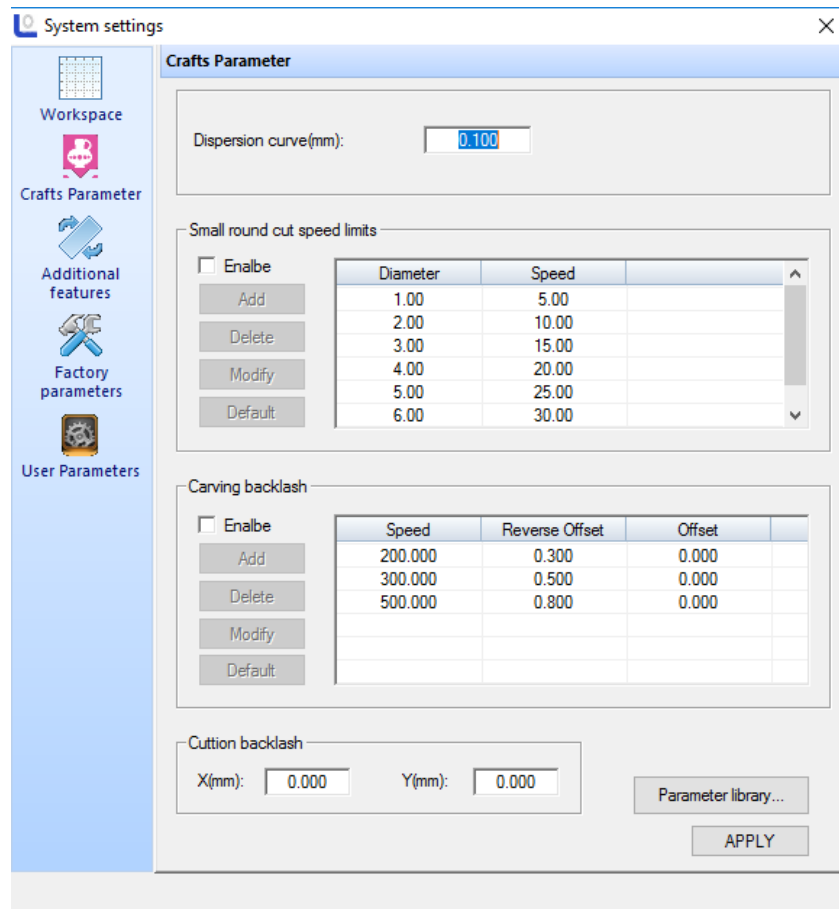 System settings
Workspace
Crafts Parameter
Additional
features
Factory
parameters
User Parameters
Crafts Parameter
Dispersion curve(mm): 0.100
Small round cut speed limits
Enalbe
Add
Delete
Modify
Default
Diameter Speed
1.00 5.00
2.00 10.00
3.00 15.00
4.00 20.00
5.00 25.00
6.00 30.00
Carving backlash
Enalbe
Add
Delete
Modify
Default
Speed Reverse Offset Offset
200.000 0.300 0.000
300.000 0.500 0.000
500.000 0.800 0.000
Cuttion backlash
X(mm): 0.000 Y(mm): 0.000
Parameter library...
APPLY